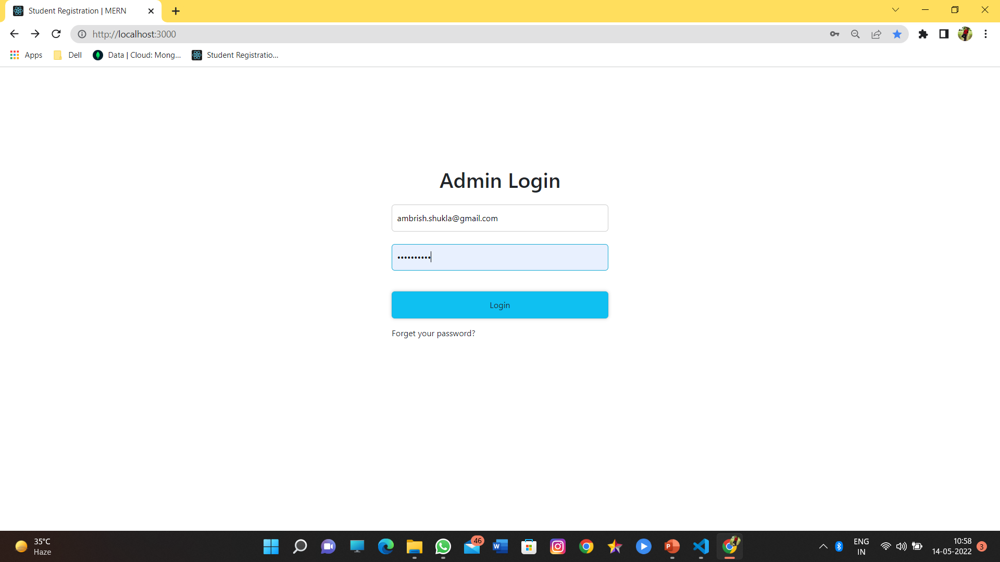 Student Registration | MERN
http://localhost:3000
Apps
Dell
Data | Cloud: Mong...
Student Registratio...
Admin Login
ambrish.shukla@gmail.com
••••••••••
Login
Forget your password?
35°C
Haze
46
W
P
ENG
IN
10:58
14-05-2022
3